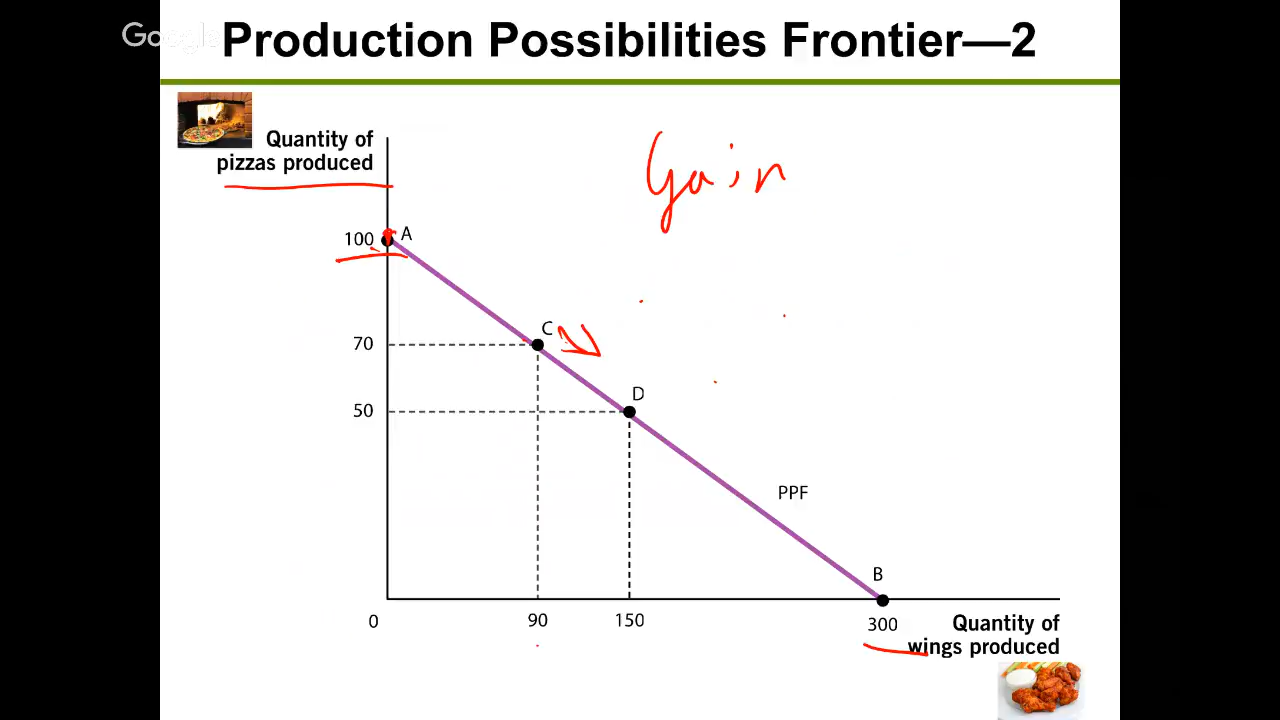 Google
Production Possibilities Frontier—2
Quantity of
pizzas produced
Gain
100
A
C
70
D
50
PPF
B
0
90
150
300
Quantity of
wings produced